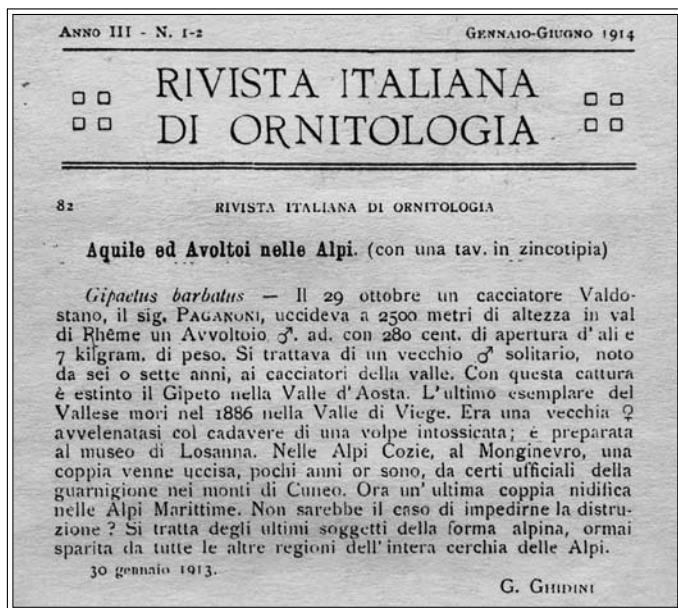 ANNO III - N. 1-2 GENNAIO-GIUGNO 1914
RIVISTA ITALIANA
DI ORNITOLOGIA
82 RIVISTA ITALIANA DI ORNITOLOGIA
Aquile ed Avoltoi nelle Alpi. (con una tav. in zincotipia)
Gipaetus barbatus — Il 29 ottobre un cacciatore Valdo-
stano, il sig. PAGANONI, uccideva a 2500 metri di altezza in val
di Rhême un Avvoltoio ♂. ad. con 280 cent. di apertura d'ali e
7 kilgram. di peso. Si trattava di un vecchio ♂ solitario, noto
da sei o sette anni, ai cacciatori della valle. Con questa cattura
è estinto il Gipeto nella Valle d'Aosta. L'ultimo esemplare del
Vallese morì nel 1886 nella Valle di Viege. Era una vecchia ♀
avvelenatasi col cadavere di una volpe intossicata; è preparata
al museo di Losanna. Nelle Alpi Cozie, al Monginevro, una
coppia venne uccisa, pochi anni or sono, da certi ufficiali della
guarnigione nei monti di Cuneo. Ora un'ultima coppia nidifica
nelle Alpi Marittime. Non sarebbe il caso di impedirne la distru-
zione ? Si tratta degli ultimi soggetti della forma alpina, ormai
sparita da tutte le altre regioni dell'intera cerchia delle Alpi.
30 gennaio 1913.
G. GHIDINI